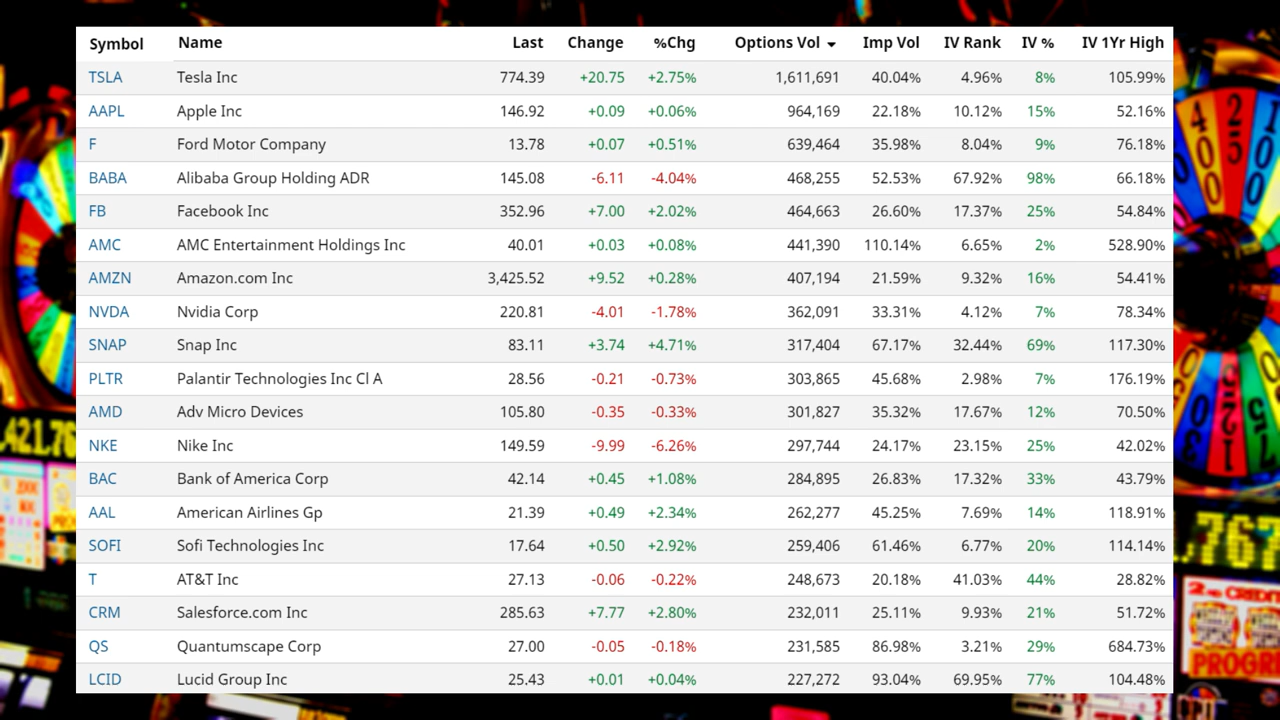 Symbol Name Last Change %Chg Options Vol Imp Vol IV Rank IV % IV 1Yr High
TSLA Tesla Inc 774.39 +20.75 +2.75% 1,611,691 40.04% 4.96% 8% 105.99%
AAPL Apple Inc 146.92 +0.09 +0.06% 964,169 22.18% 10.12% 15% 52.16%
F Ford Motor Company 13.78 +0.07 +0.51% 639,464 35.98% 8.04% 9% 76.18%
BABA Alibaba Group Holding ADR 145.08 -6.11 -4.04% 468,255 52.53% 67.92% 98% 66.18%
FB Facebook Inc 352.96 +7.00 +2.02% 464,663 26.60% 17.37% 25% 54.84%
AMC AMC Entertainment Holdings Inc 40.01 +0.03 +0.08% 441,390 110.14% 6.65% 2% 528.90%
AMZN Amazon.com Inc 3,425.52 +9.52 +0.28% 407,194 21.59% 9.32% 16% 54.41%
NVDA Nvidia Corp 220.81 -4.01 -1.78% 362,091 33.31% 4.12% 7% 78.34%
SNAP Snap Inc 83.11 +3.74 +4.71% 317,404 67.17% 32.44% 69% 117.30%
PLTR Palantir Technologies Inc Cl A 28.56 -0.21 -0.73% 303,865 45.68% 2.98% 7% 176.19%
AMD Adv Micro Devices 105.80 -0.35 -0.33% 301,827 35.32% 17.67% 12% 70.50%
NKE Nike Inc 149.59 -9.99 -6.26% 297,744 24.17% 23.15% 25% 42.02%
BAC Bank of America Corp 42.14 +0.45 +1.08% 284,895 26.83% 17.32% 33% 43.79%
AAL American Airlines Gp 21.39 +0.49 +2.34% 262,277 45.25% 7.69% 14% 118.91%
SOFI Sofi Technologies Inc 17.64 +0.50 +2.92% 259,406 61.46% 6.77% 20% 114.14%
T AT&T Inc 27.13 -0.06 -0.22% 248,673 20.18% 41.03% 44% 28.82%
CRM Salesforce.com Inc 285.63 +7.77 +2.80% 232,011 25.11% 9.93% 21% 51.72%
QS Quantumscape Corp 27.00 -0.05 -0.18% 231,585 86.98% 3.21% 29% 684.73%
LCID Lucid Group Inc 25.43 +0.01 +0.04% 227,272 93.04% 69.95% 77% 104.48%